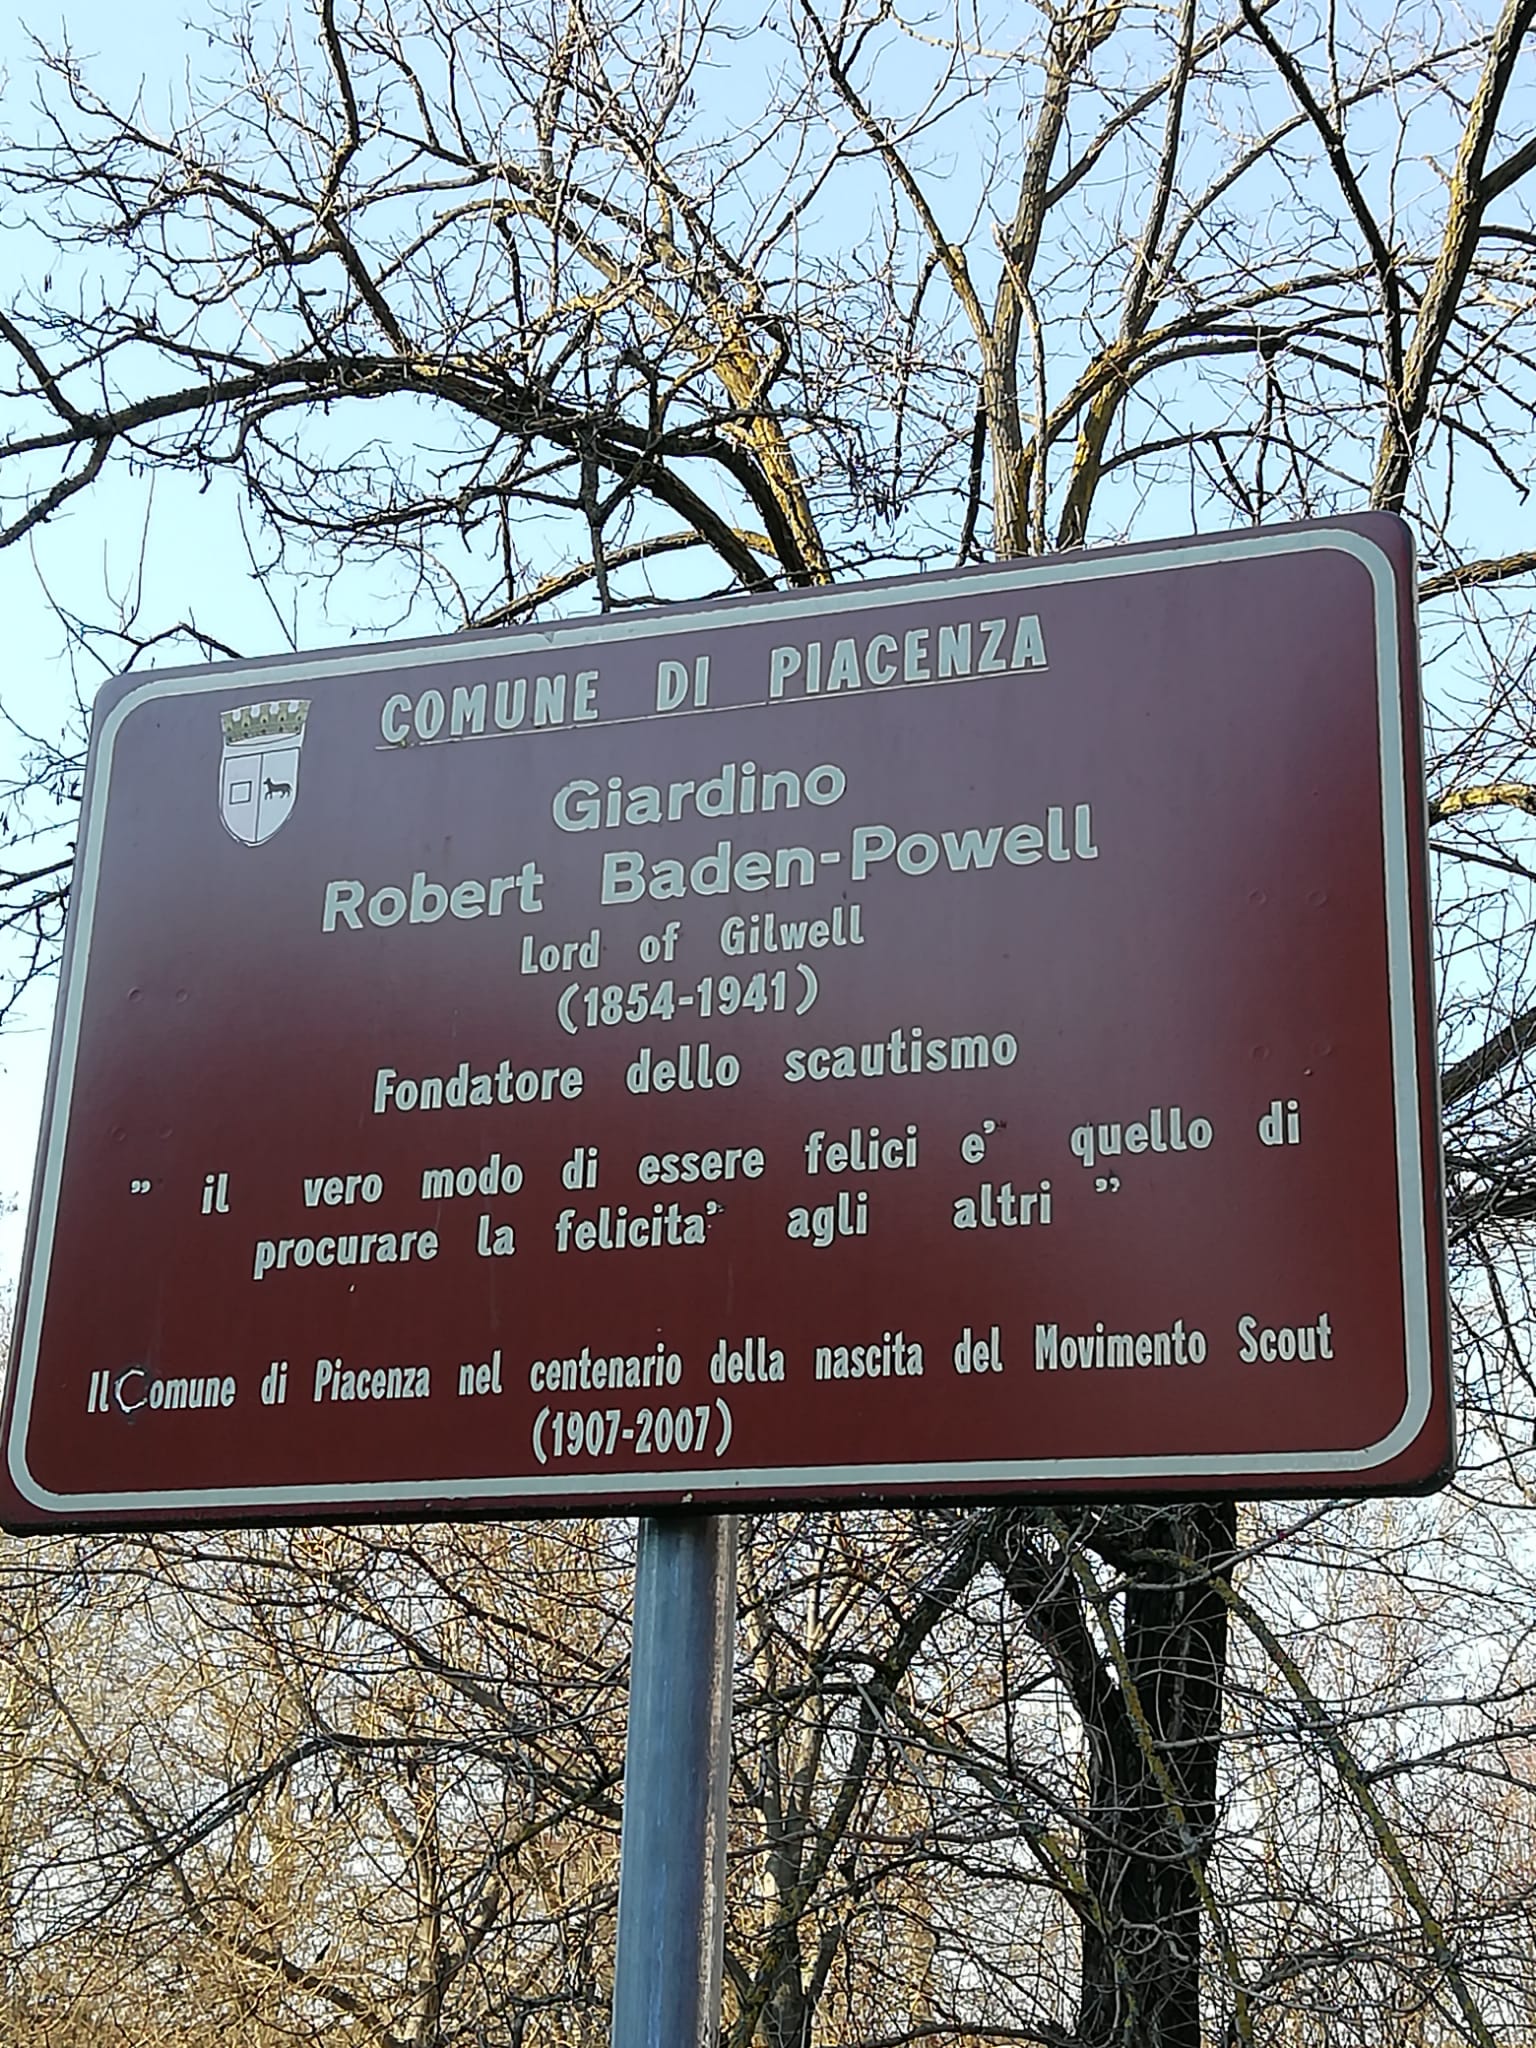 COMUNE DI PIACENZA
Giardino
Robert Baden-Powell
Lord of Gilwell
(1854-1941)
Fondatore dello scautismo
” il vero modo di essere felici e’ quello di
procurare la felicita’ agli altri ”
Il Comune di Piacenza nel centenario della nascita del Movimento Scout
(1907-2007)